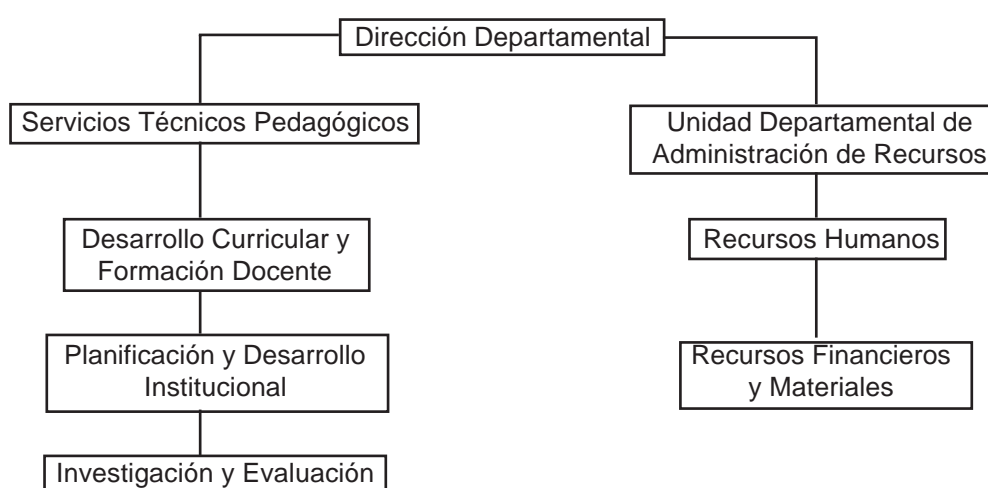 Dirección Departamental
Servicios Técnicos Pedagógicos
Unidad Departamental de
Administración de Recursos
Desarrollo Curricular y
Formación Docente
Recursos Humanos
Planificación y Desarrollo
Institucional
Recursos Financieros
y Materiales
Investigación y Evaluación